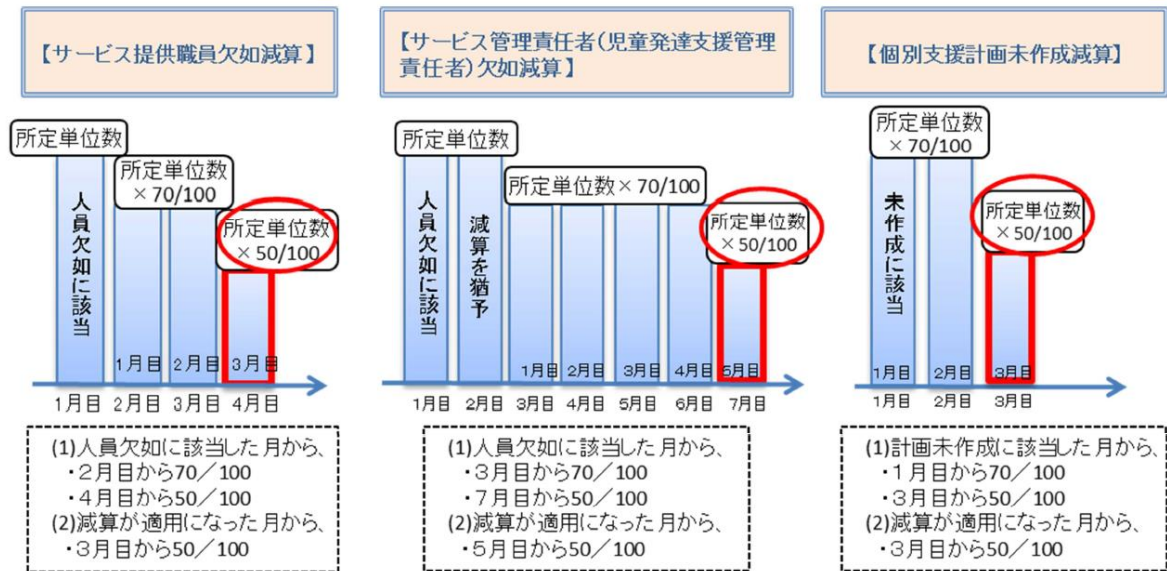 【サービス提供職員欠如減算】
所定単位数
人員欠如に該当
所定単位数
×70/100
所定単位数
×50/100
1月目
2月目
3月目
1月目
2月目
3月目
4月目
(1)人員欠如に該当した月から、
・2月目から70／100
・4月目から50／100
(2)減算が適用になった月から、
・3月目から50／100
【サービス管理責任者(児童発達支援管理
責任者)欠如減算】
所定単位数
人員欠如に該当
減算を猶予
所定単位数×70/100
所定単位数
×50/100
1月目
2月目
3月目
4月目
5月目
1月目
2月目
3月目
4月目
5月目
6月目
7月目
(1)人員欠如に該当した月から、
・3月目から70／100
・7月目から50／100
(2)減算が適用になった月から、
・5月目から50／100
【個別支援計画未作成減算】
所定単位数
×70/100
未作成に該当
所定単位数
×50/100
1月目
2月目
3月目
1月目
2月目
3月目
(1)計画未作成に該当した月から、
・1月目から70／100
・3月目から50／100
(2)減算が適用になった月から、
・3月目から50／100